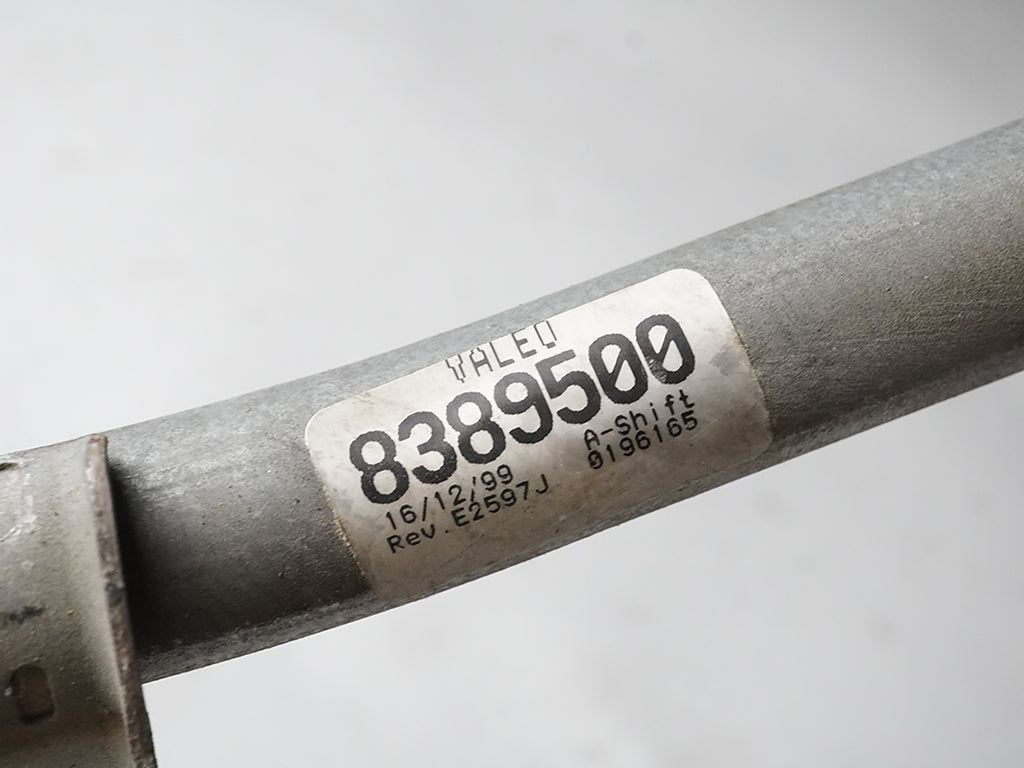 VALEO
8389500
16/12/99 A-Shift
Rev.E2597J 0196165